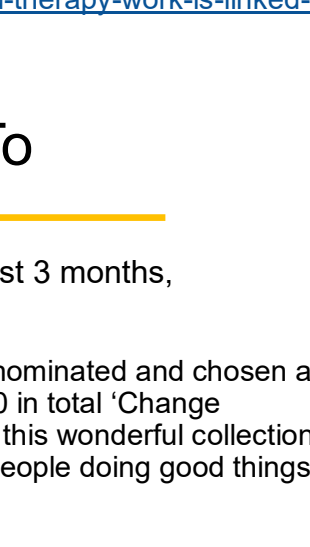 -therapy-work-is-linked-
To
st 3 months,
nominated and chosen a
0 in total ‘Change
this wonderful collection
eople doing good things